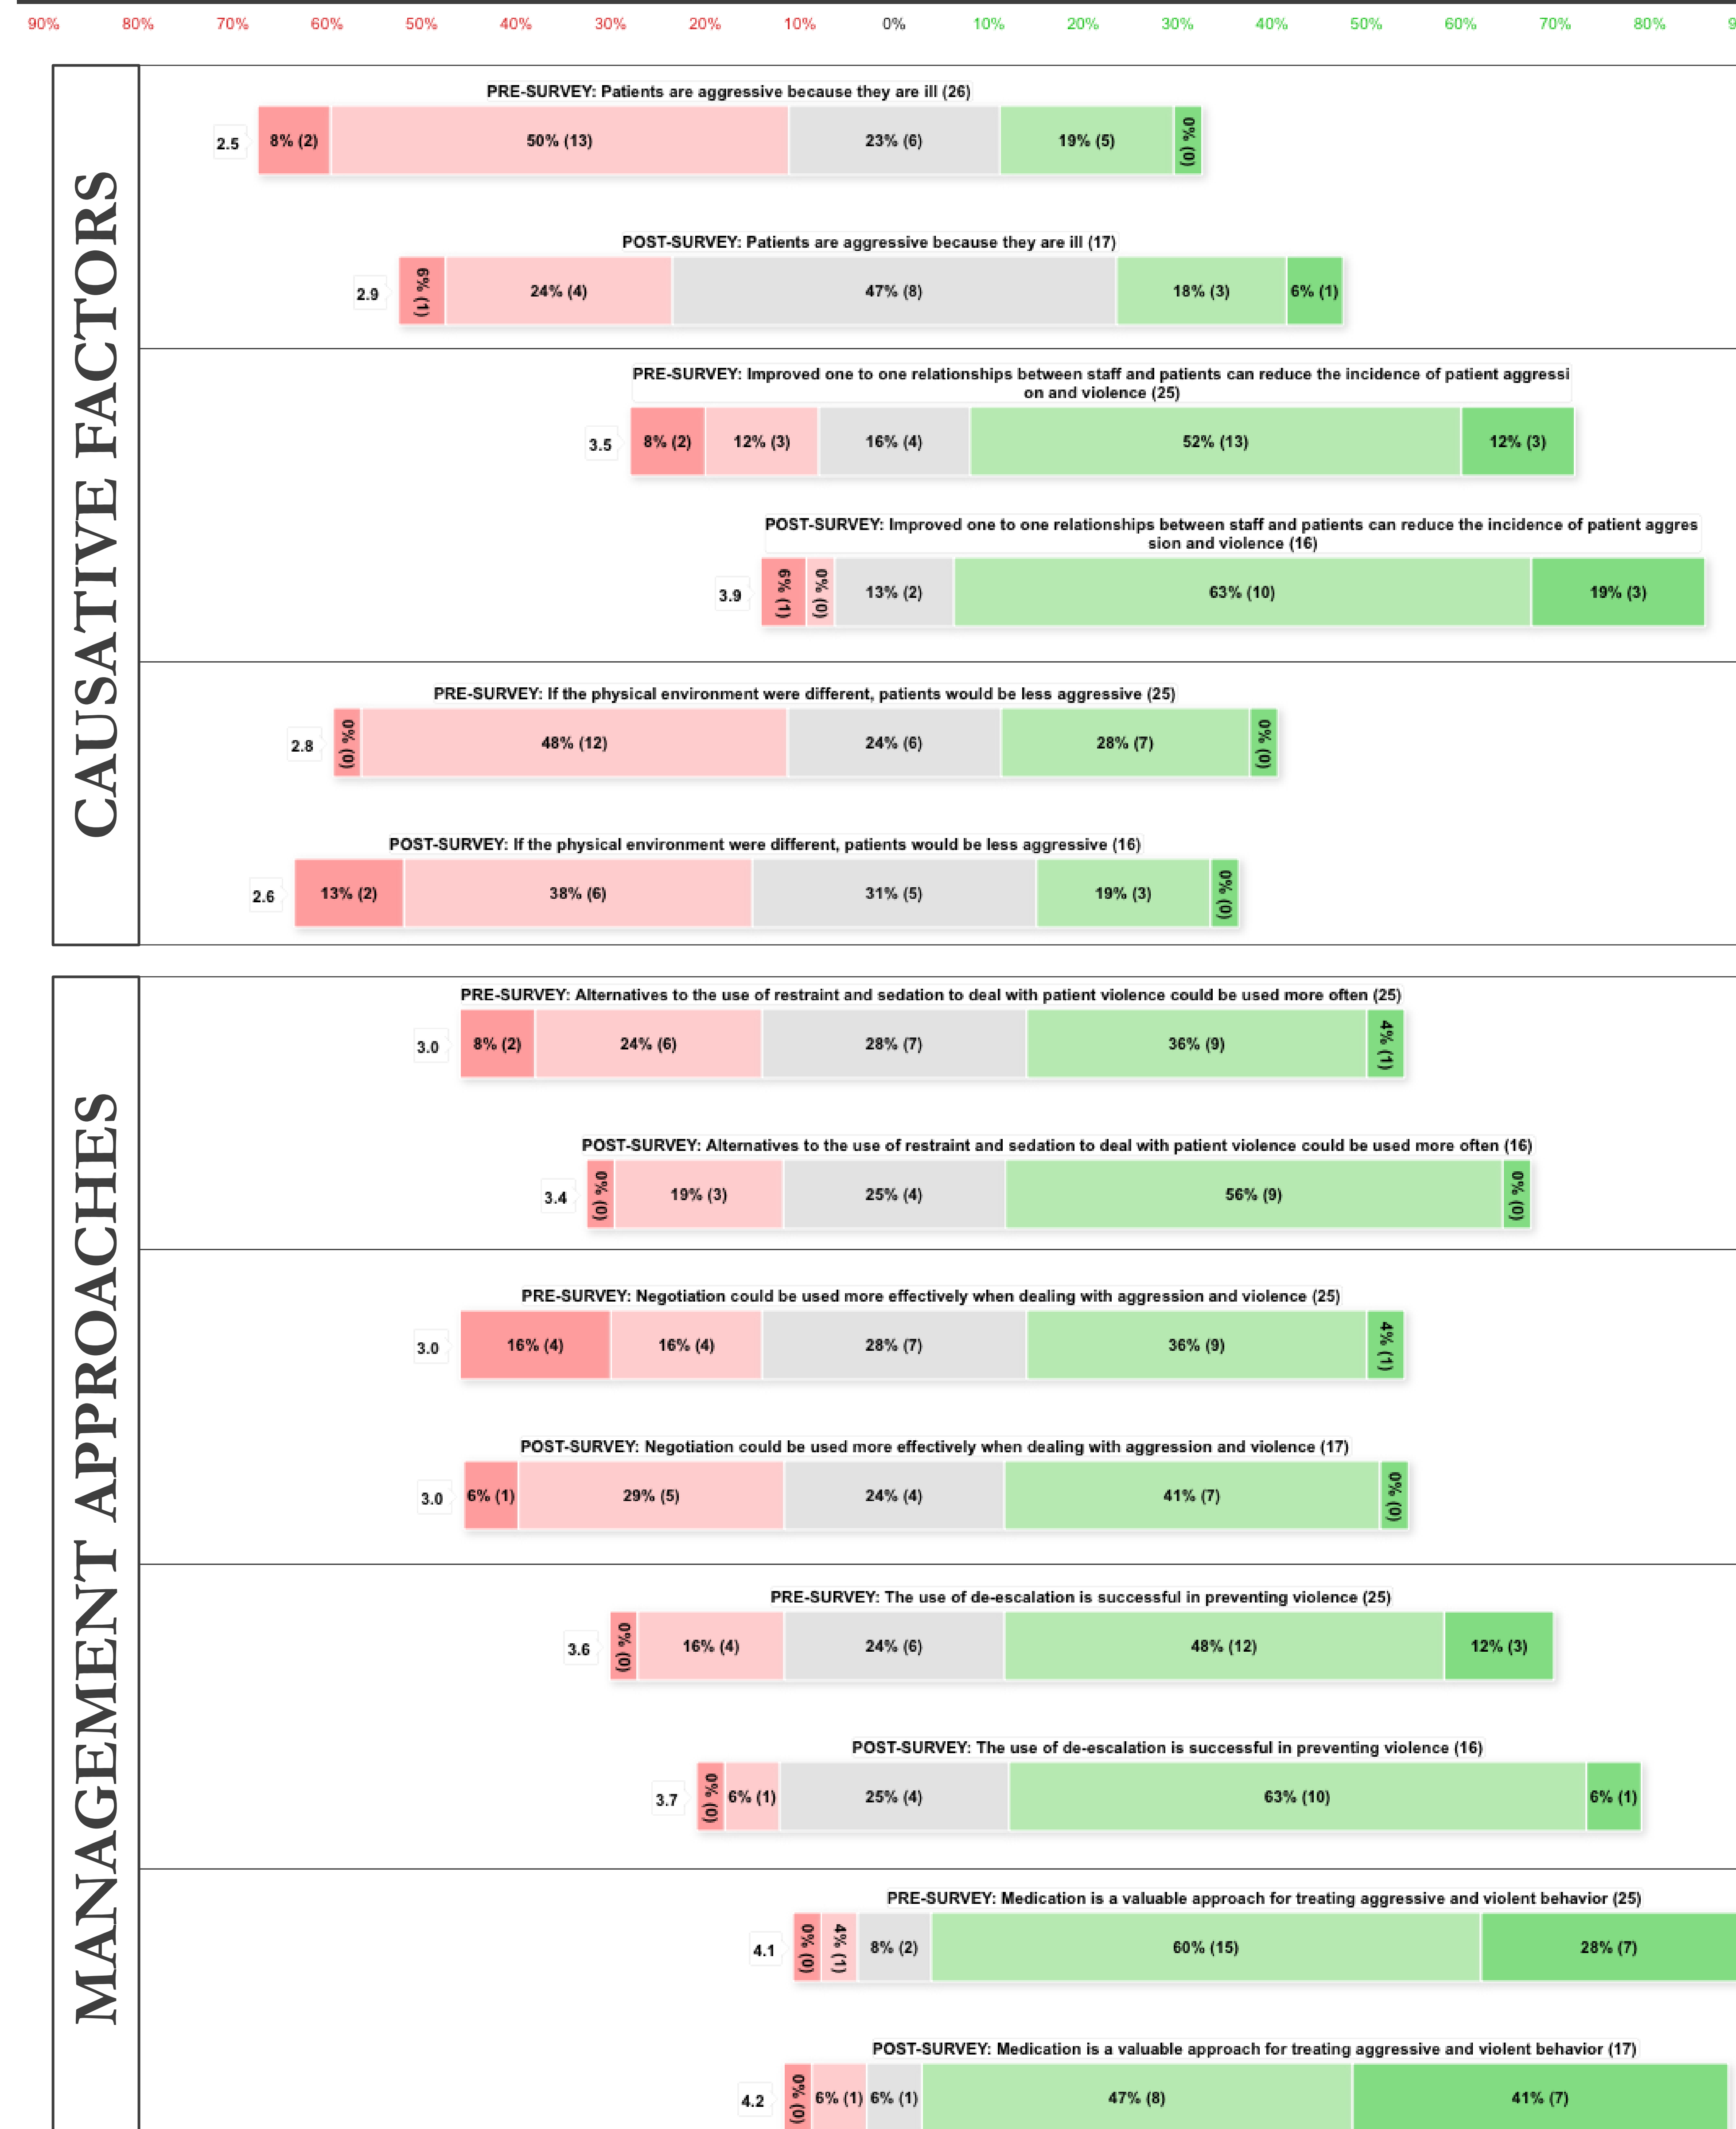 90% 80% 70% 60% 50% 40% 30% 20% 10% 0% 10% 20% 30% 40% 50% 60% 70% 80% 9
CAUSATIVE FACTORS
PRE-SURVEY: Patients are aggressive because they are ill (26)
2.5 8% (2) 50% (13) 23% (6) 19% (5) 0% (0)
POST-SURVEY: Patients are aggressive because they are ill (17)
2.9 6% (1) 24% (4) 47% (8) 18% (3) 6% (1)
PRE-SURVEY: Improved one to one relationships between staff and patients can reduce the incidence of patient aggressi
on and violence (25)
3.5 8% (2) 12% (3) 16% (4) 52% (13) 12% (3)
POST-SURVEY: Improved one to one relationships between staff and patients can reduce the incidence of patient aggres
sion and violence (16)
3.9 6% (1) 0% (0) 13% (2) 63% (10) 19% (3)
PRE-SURVEY: If the physical environment were different, patients would be less aggressive (25)
2.8 0% (0) 48% (12) 24% (6) 28% (7) 0% (0)
POST-SURVEY: If the physical environment were different, patients would be less aggressive (16)
2.6 13% (2) 38% (6) 31% (5) 19% (3) 0% (0)
MANAGEMENT APPROACHES
PRE-SURVEY: Alternatives to the use of restraint and sedation to deal with patient violence could be used more often (25)
3.0 8% (2) 24% (6) 28% (7) 36% (9) 4% (1)
POST-SURVEY: Alternatives to the use of restraint and sedation to deal with patient violence could be used more often (16)
3.4 0% (0) 19% (3) 25% (4) 56% (9) 0% (0)
PRE-SURVEY: Negotiation could be used more effectively when dealing with aggression and violence (25)
3.0 16% (4) 16% (4) 28% (7) 36% (9) 4% (1)
POST-SURVEY: Negotiation could be used more effectively when dealing with aggression and violence (17)
3.0 6% (1) 29% (5) 24% (4) 41% (7) 0% (0)
PRE-SURVEY: The use of de-escalation is successful in preventing violence (25)
3.6 0% (0) 16% (4) 24% (6) 48% (12) 12% (3)
POST-SURVEY: The use of de-escalation is successful in preventing violence (16)
3.7 0% (0) 6% (1) 25% (4) 63% (10) 6% (1)
PRE-SURVEY: Medication is a valuable approach for treating aggressive and violent behavior (25)
4.1 0% (0) 4% (1) 8% (2) 60% (15) 28% (7)
POST-SURVEY: Medication is a valuable approach for treating aggressive and violent behavior (17)
4.2 0% (0) 6% (1) 6% (1) 47% (8) 41% (7)